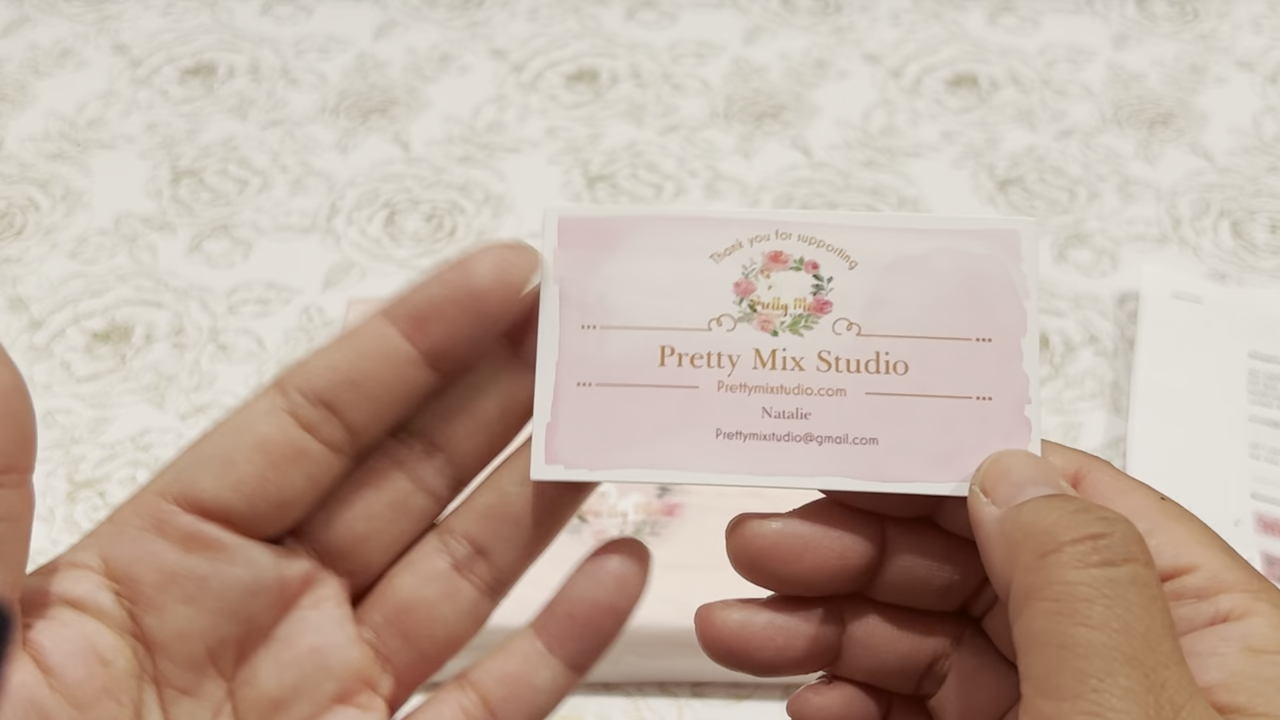 Thank you for supporting
Pretty Mix Studio
Prettymixstudio.com
Natalie
Prettymixstudio@gmail.com